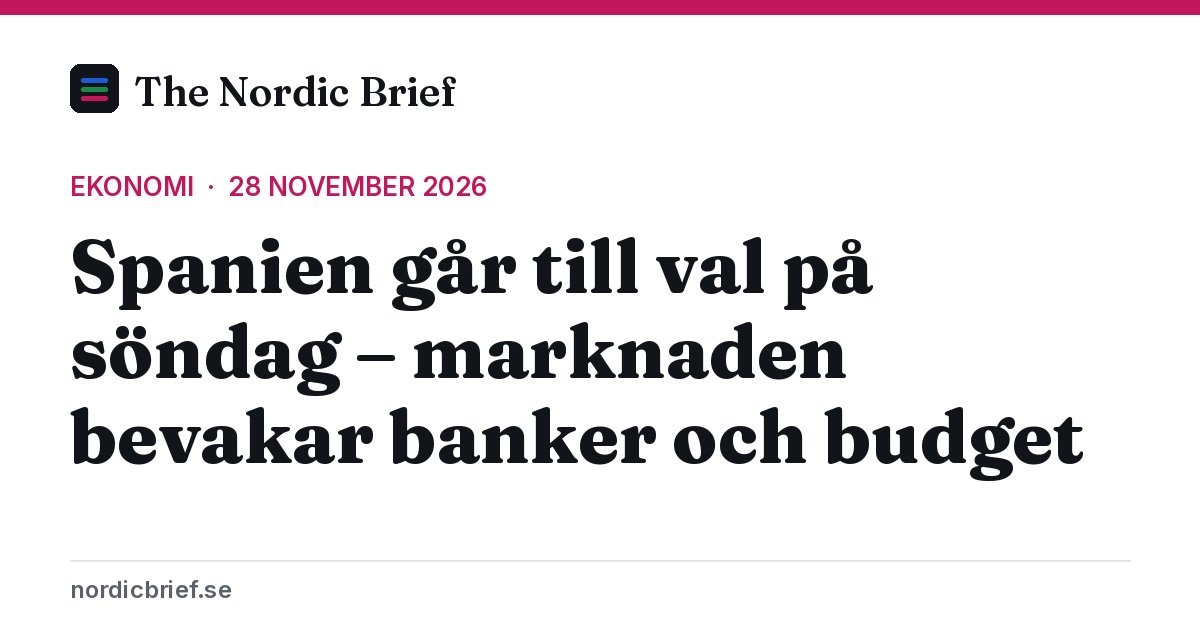 The Nordic Brief
EKONOMI · 28 NOVEMBER 2026
Spanien går till val på
söndag – marknaden
bevakar banker och budget
nordicbrief.se